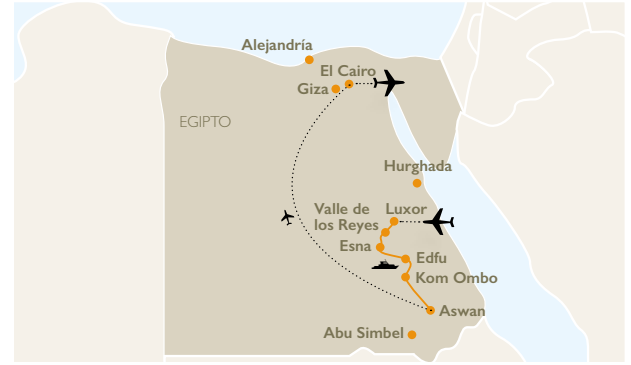 Alejandría
El Cairo
Giza
EGIPTO
Hurghada
Valle de
los Reyes
Luxor
Esna
Edfu
Kom Ombo
Aswan
Abu Simbel